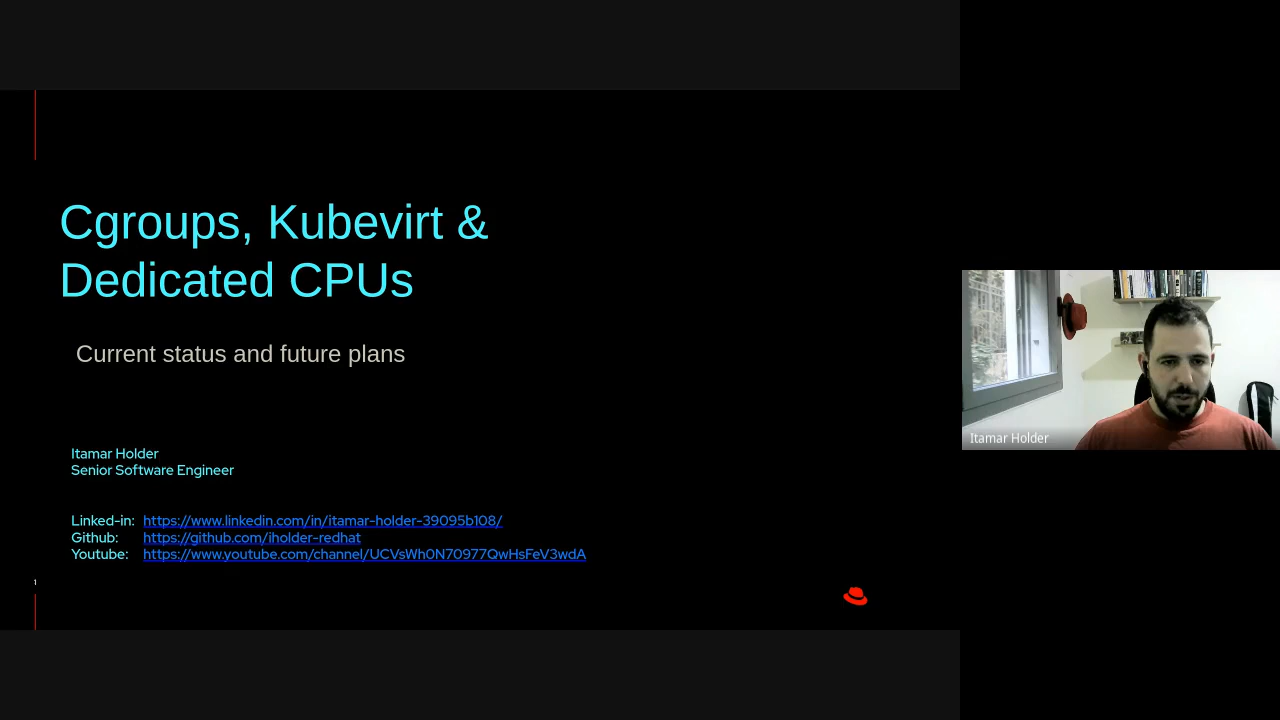 Cgroups, Kubevirt &
Dedicated CPUs
Current status and future plans
Itamar Holder
Senior Software Engineer
Linked-in: https://www.linkedin.com/in/itamar-holder-39095b108/
Github: https://github.com/iholder-redhat
Youtube: https://www.youtube.com/channel/UCVsWh0N70977QwHsFeV3wdA
1
Itamar Holder